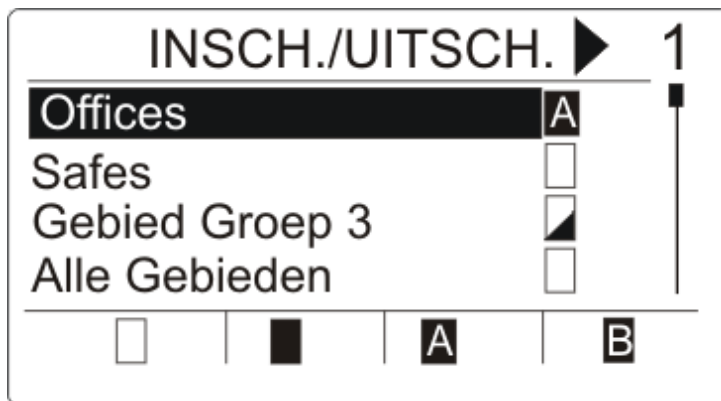 INSCH./UITSCH. 1
Offices A
Safes
Gebied Groep 3
Alle Gebieden
A B